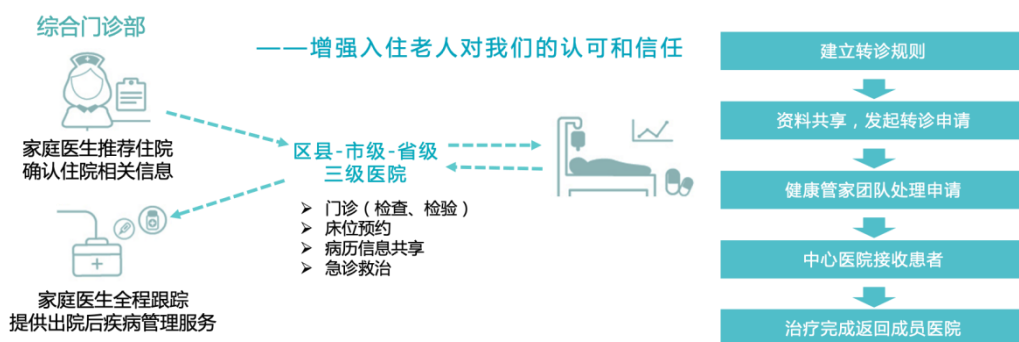 综合门诊部
——增强入住老人对我们的认可和信任
家庭医生推荐住院
确认住院相关信息
家庭医生全程跟踪
提供出院后疾病管理服务
区县-市级-省级
三级医院
➢ 门诊（检查、检验）
➢ 床位预约
➢ 病历信息共享
➢ 急诊救治
建立转诊规则
资料共享，发起转诊申请
健康管家团队处理申请
中心医院接收患者
治疗完成返回成员医院